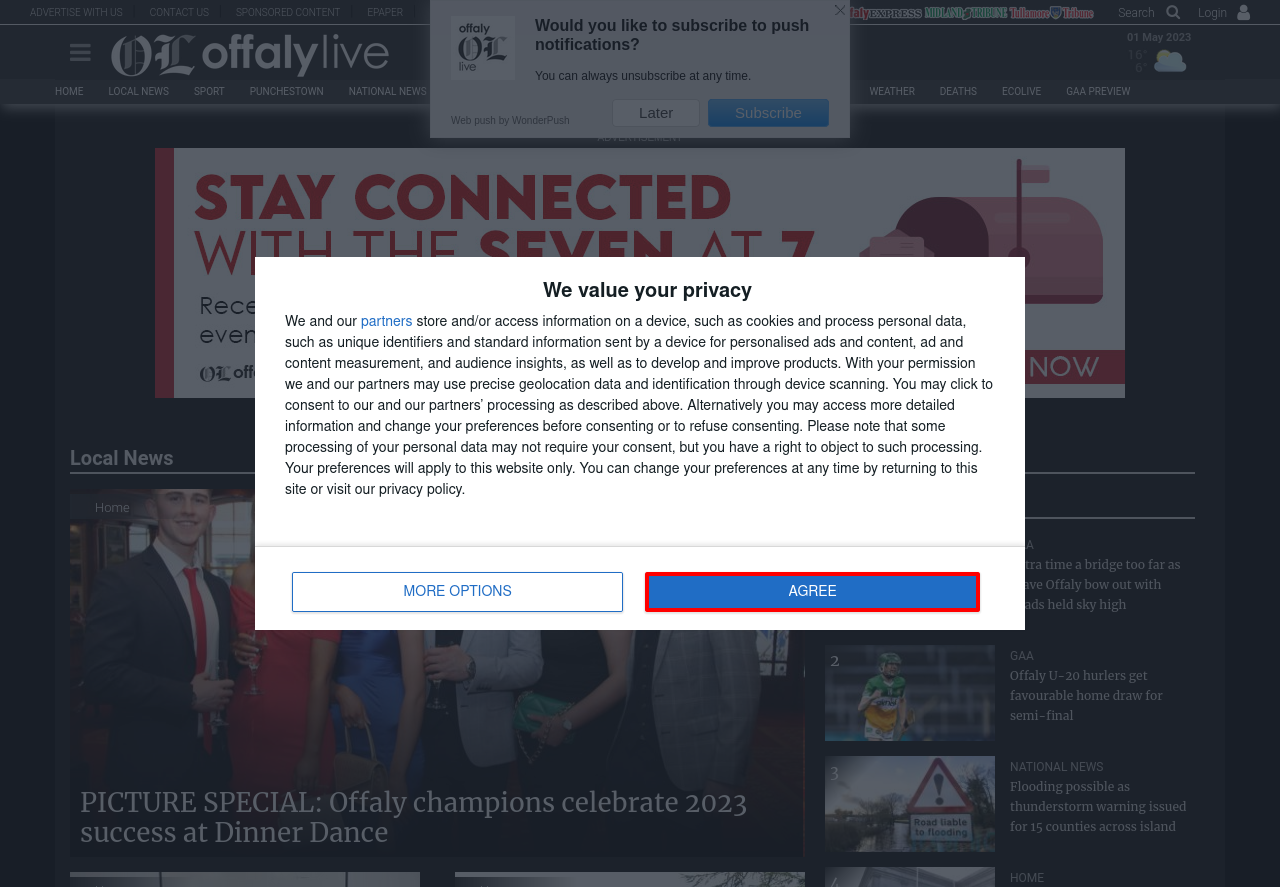 ADVERTISE WITH US CONTACT US SPONSORED CONTENT EPAPER
EXPRESS MIDLAND TRIBUNE Tullamore Tribune Search Login
Would you like to subscribe to push
notifications?
You can always unsubscribe at any time.
Later Subscribe
Web push by WonderPush
offaly
OL
live
OL offalylive
01 May 2023
16°
6°
HOME LOCAL NEWS SPORT PUNCHESTOWN NATIONAL NEWS WEATHER DEATHS ECOLIVE GAA PREVIEW
ADVERTISEMENT
STAY CONNECTED
WITH THE SEVEN AT 7
NOW
We value your privacy
We and our partners store and/or access information on a device, such as cookies and process personal data,
such as unique identifiers and standard information sent by a device for personalised ads and content, ad and
content measurement, and audience insights, as well as to develop and improve products. With your permission
we and our partners may use precise geolocation data and identification through device scanning. You may click to
consent to our and our partners’ processing as described above. Alternatively you may access more detailed
information and change your preferences before consenting or to refuse consenting. Please note that some
processing of your personal data may not require your consent, but you have a right to object to such processing.
Your preferences will apply to this website only. You can change your preferences at any time by returning to this
site or visit our privacy policy.
MORE OPTIONS AGREE
Local News
Home
PICTURE SPECIAL: Offaly champions celebrate 2023
success at Dinner Dance
tra time a bridge too far as
ave Offaly bow out with
ads held sky high
2
GAA
Offaly U-20 hurlers get
favourable home draw for
semi-final
3
NATIONAL NEWS
Flooding possible as
thunderstorm warning issued
for 15 counties across island
Road liable
to flooding
4
HOME